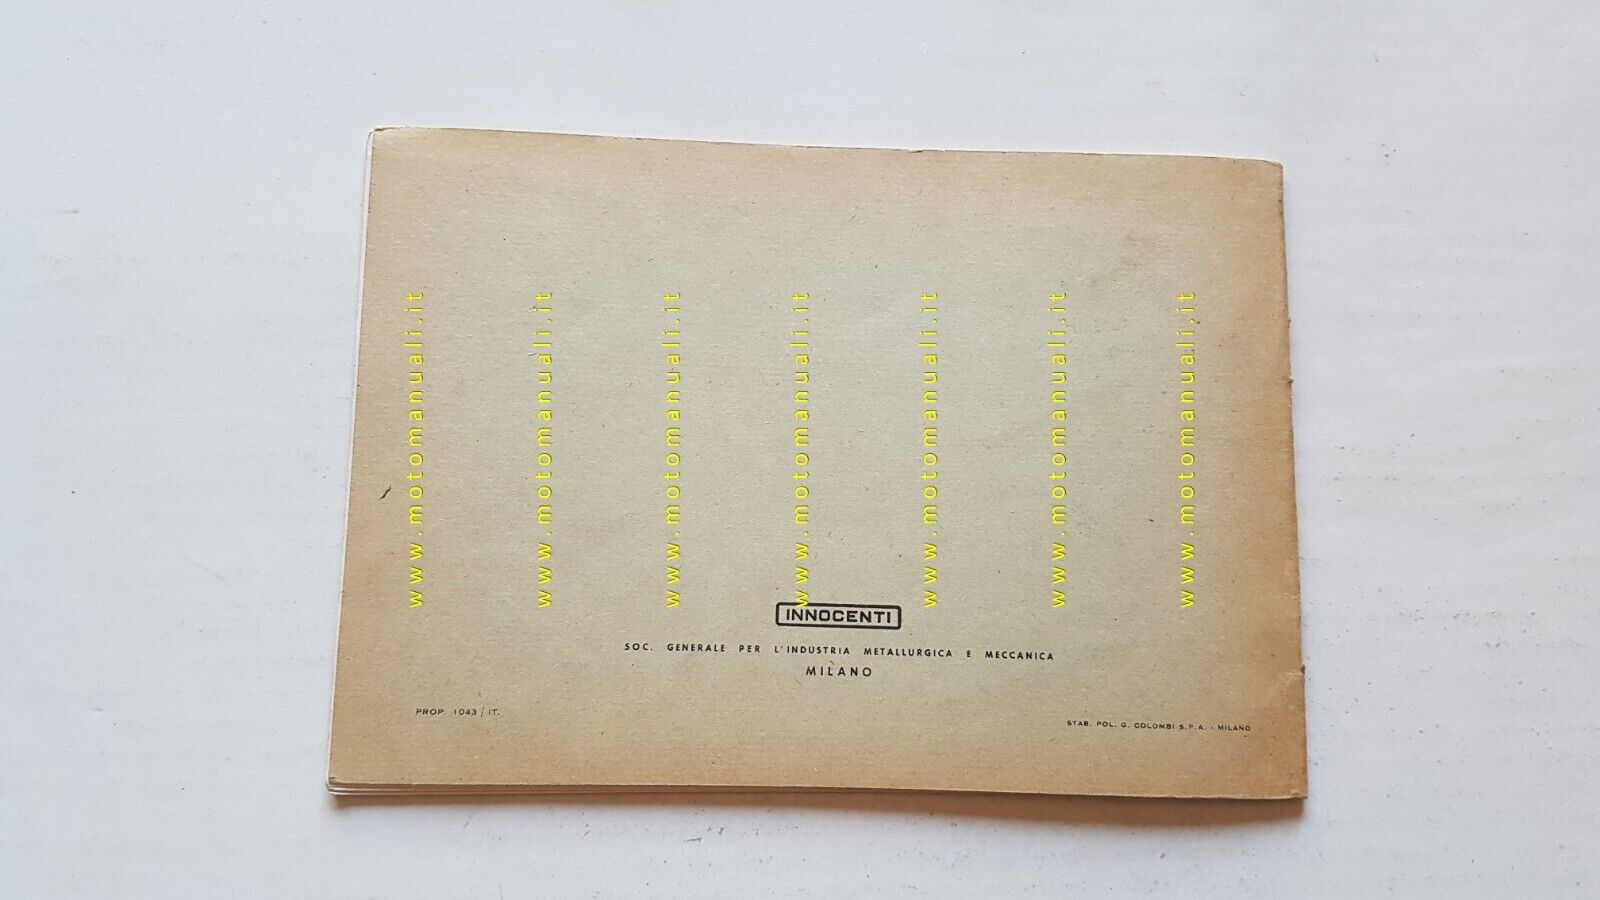 www.motomanuali.it
www.motomanuali.it
www.motomanuali.it
www.motomanuali.it
www.motomanuali.it
www.motomanuali.it
www.motomanuali.it
INNOCENTI
SOC. GENERALE PER L'INDUSTRIA METALLURGICA E MECCANICA
MILANO
PROP. 1043/IT.
STAB. POL. G. COLOMBI S.P.A. - MILANO